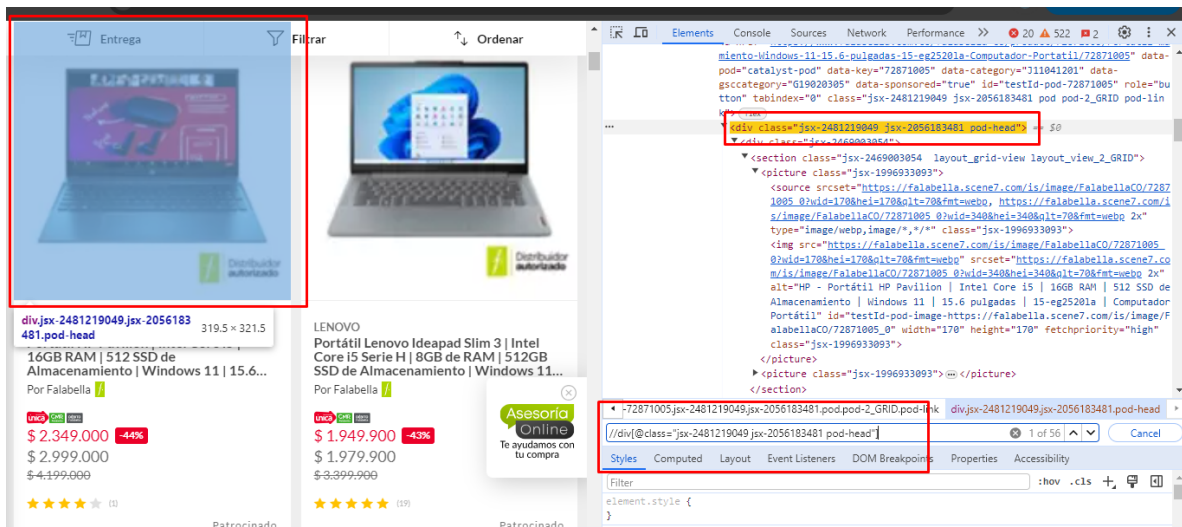 Entrega
Filtrar
Ordenar
Distribuidor
autorizado
Distribuidor
autorizado
div.jsx-2481219049.jsx-2056183
481.pod-head
319.5 × 321.5
16GB RAM | 512 SSD de
Almacenamiento | Windows 11 | 15.6...
Por Falabella
unica CMR
$ 2.349.000 -44%
$ 2.999.000
$ 4.199.000
(1)
Patrocinado
LENOVO
Portátil Lenovo Ideapad Slim 3 | Intel
Core i5 Serie H | 8GB de RAM | 512GB
SSD de Almacenamiento | Windows 11...
Por Falabella
unica CMR
$ 1.949.900 -43%
$ 1.979.900
$ 3.399.900
(19)
Patrocinado
Asesoría
Online
Te ayudamos con
tu compra
Elements Console Sources Network Performance 20 522 2
miento-Windows-11-15.6-pulgadas-15-eg2520la-Computador-Portatil/72871005" data-
pod="catalyst-pod" data-key="72871005" data-category="J11041201" data-
gsccategory="G19020305" data-sponsored="true" id="testId-pod-72871005" role="bu
tton" tabindex="0" class="jsx-2481219049 jsx-2056183481 pod pod-2_GRID pod-lin
k">
<div class="jsx-2481219049 jsx-2056183481 pod-head"> == $0
<div class="jsx-2469003054">
<section class="jsx-2469003054  layout_grid-view layout_view_2_GRID">
<picture class="jsx-1996933093">
<source srcset="https://falabella.scene7.com/is/image/FalabellaCO/7287
1005_0?wid=170&hei=170&qlt=70&fmt=webp, https://falabella.scene7.com/i
s/image/FalabellaCO/72871005_0?wid=340&hei=340&qlt=70&fmt=webp 2x"
type="image/webp,image/*,*/*" class="jsx-1996933093">
<img src="https://falabella.scene7.com/is/image/FalabellaCO/72871005_
0?wid=170&hei=170&qlt=70&fmt=webp" srcset="https://falabella.scene7.co
m/is/image/FalabellaCO/72871005_0?wid=340&hei=340&qlt=70&fmt=webp 2x"
alt="HP - Portátil HP Pavilion | Intel Core i5 | 16GB RAM | 512 SSD de
Almacenamiento | Windows 11 | 15.6 pulgadas | 15-eg2520la | Computador
Portátil" id="testId-pod-image-https://falabella.scene7.com/is/image/F
alabellaCO/72871005_0" width="170" height="170" fetchpriority="high"
class="jsx-1996933093">
</picture>
<picture class="jsx-1996933093">…</picture>
</section>
-72871005.jsx-2481219049.jsx-2056183481.pod.pod-2_GRID.pod-link div.jsx-2481219049.jsx-2056183481.pod-head
//div[@class="jsx-2481219049 jsx-2056183481 pod-head"]
1 of 56
Cancel
Styles Computed Layout Event Listeners DOM Breakpoints Properties Accessibility
Filter
:hov .cls
element.style {
}